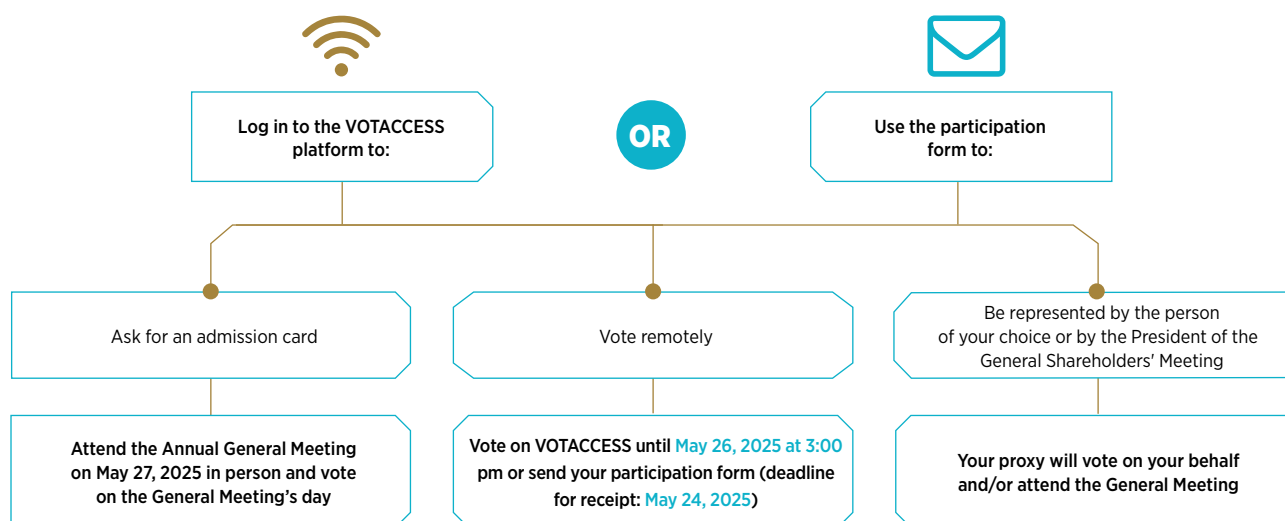 Log in to the VOTACCESS
platform to:
OR
Use the participation
form to:
Ask for an admission card
Vote remotely
Be represented by the person
of your choice or by the President of the
General Shareholders' Meeting
Attend the Annual General Meeting
on May 27, 2025 in person and vote
on the General Meeting’s day
Vote on VOTACCESS until May 26, 2025 at 3:00
pm or send your participation form (deadline
for receipt: May 24, 2025)
Your proxy will vote on your behalf
and/or attend the General Meeting